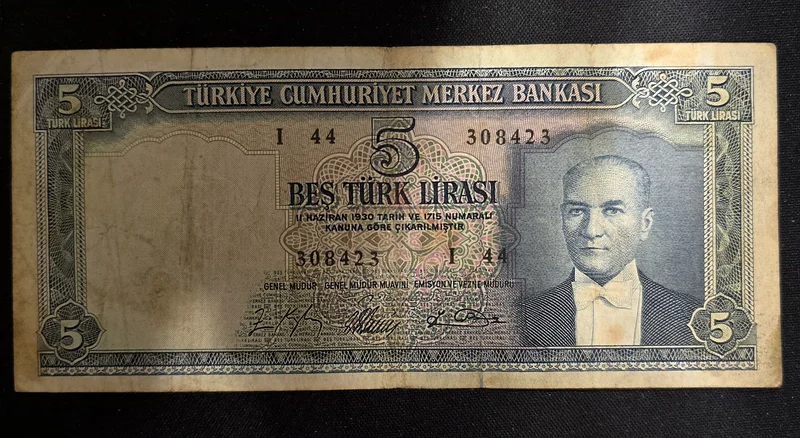 5 TÜRK LİRASI
TÜRKİYE CUMHURİYET MERKEZ BANKASI
5 TÜRK LİRASI
I 44 5 308423
BEŞ TÜRK LİRASI
11 HAZİRAN 1930 TARİH VE 1715 NUMARALI
KANUNA GÖRE ÇIKARILMIŞTIR
308423 I 44
GENEL MÜDÜR GENEL MÜDÜR MUAVİNİ EMİSYON VE VEZNE MÜDÜRÜ
5 5